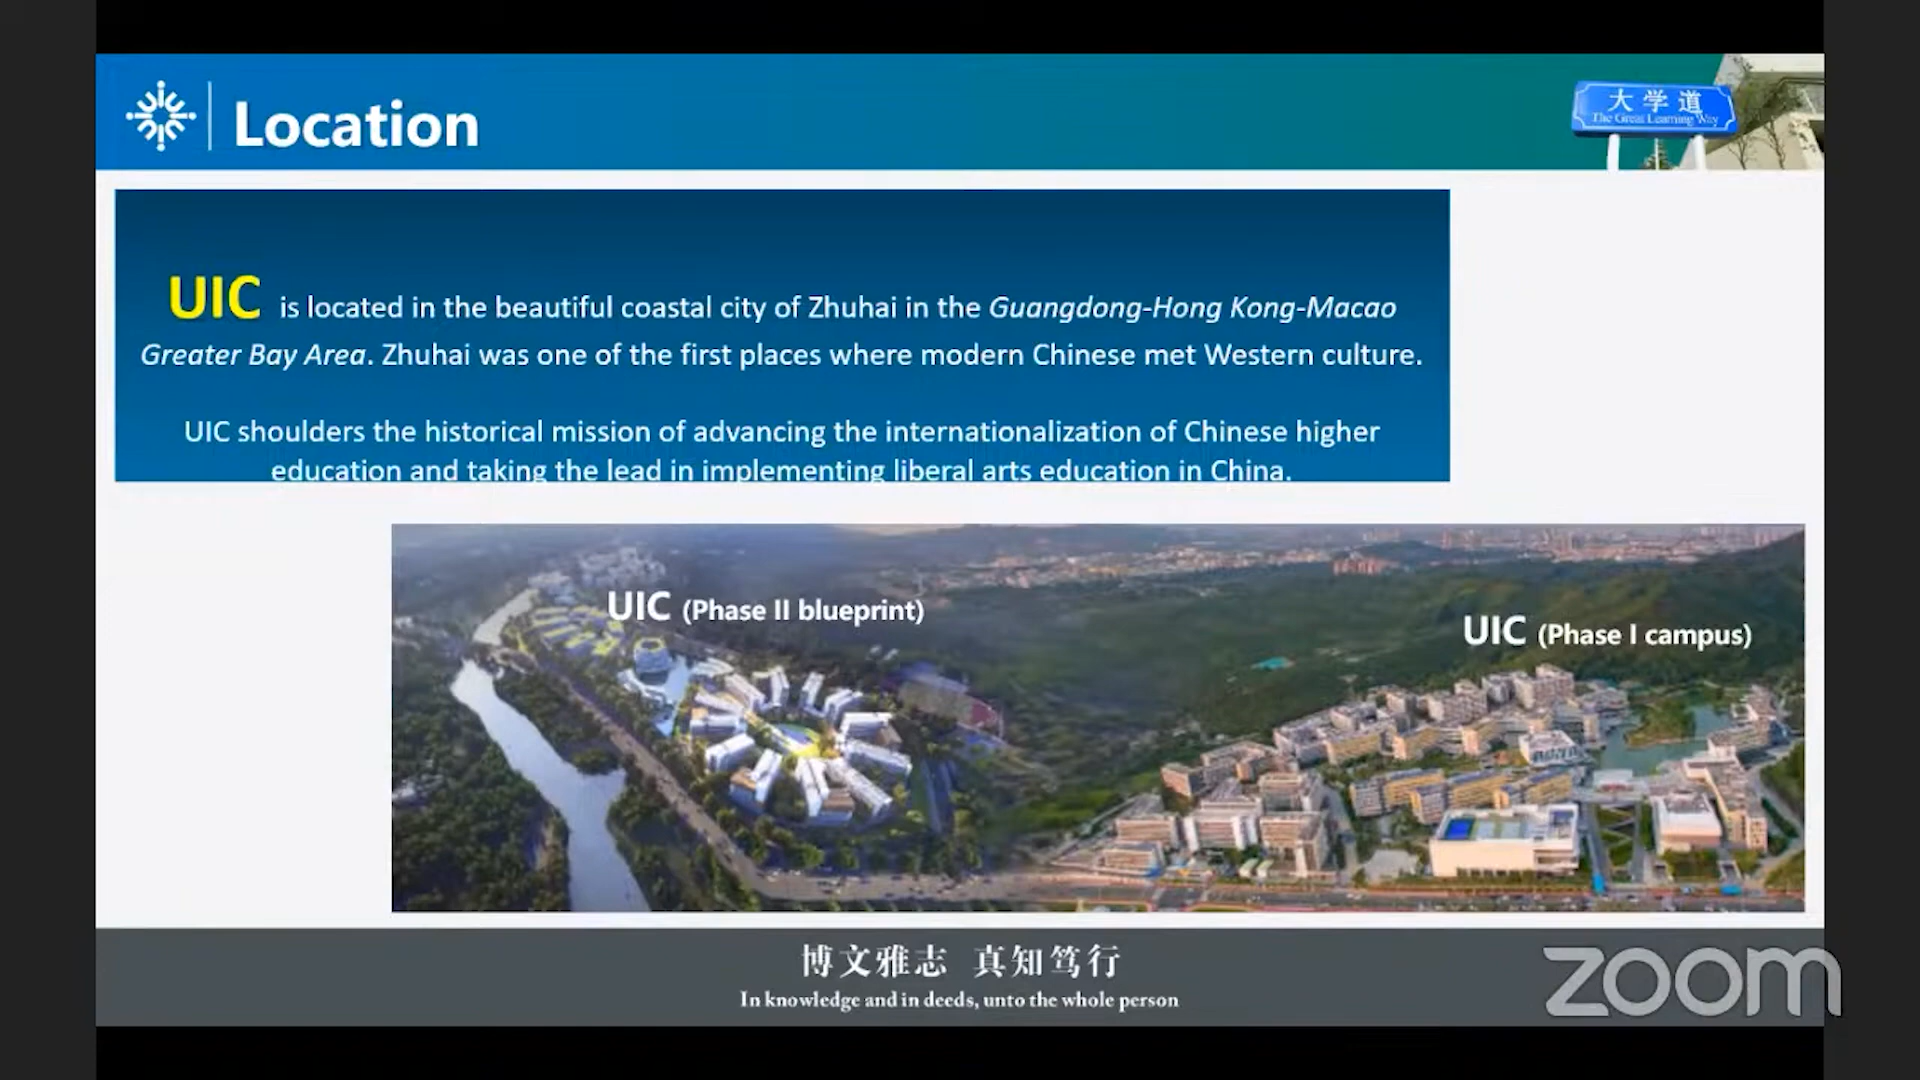 Location
大学道
The Great Learning Way
UIC is located in the beautiful coastal city of Zhuhai in the Guangdong-Hong Kong-Macao
Greater Bay Area. Zhuhai was one of the first places where modern Chinese met Western culture.
UIC shoulders the historical mission of advancing the internationalization of Chinese higher
education and taking the lead in implementing liberal arts education in China.
UIC (Phase II blueprint)
UIC (Phase I campus)
博文雅志 真知笃行
In knowledge and in deeds, unto the whole person
zoom